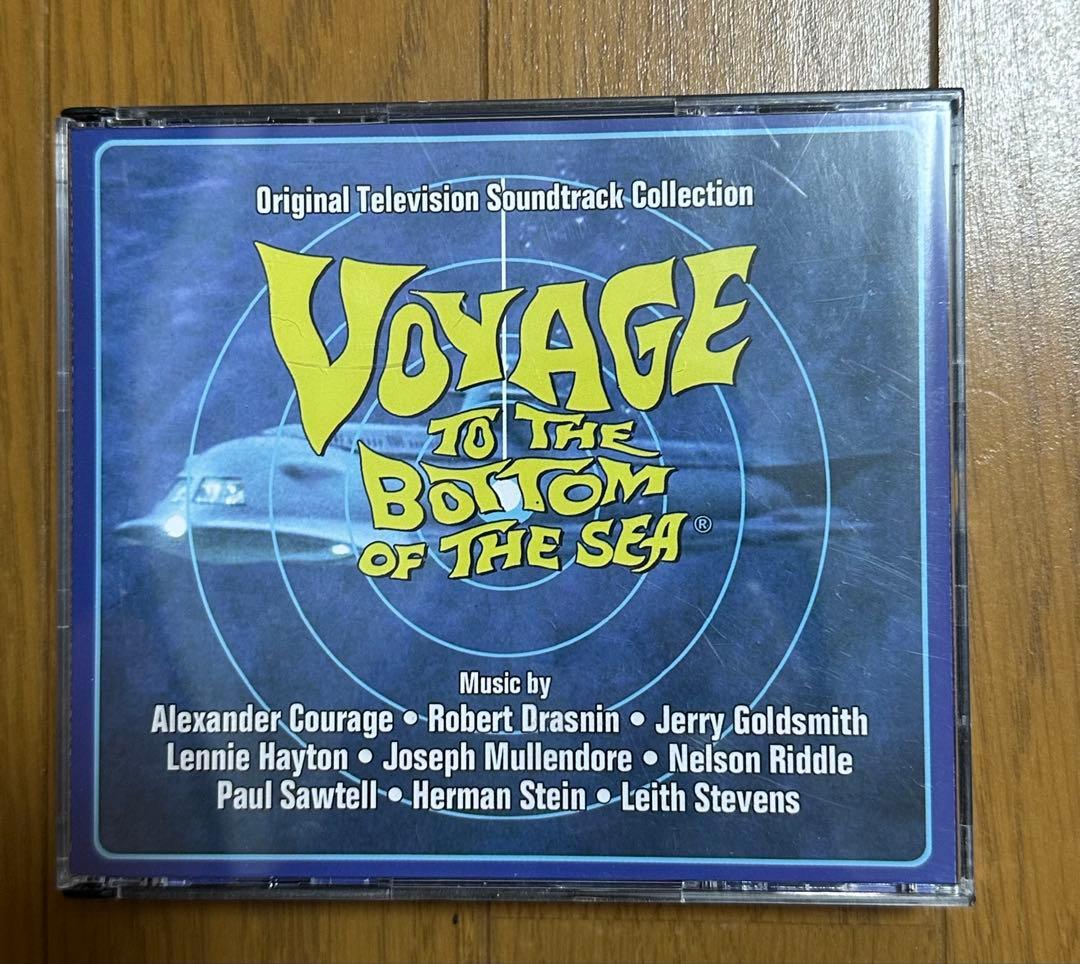 Original Television Soundtrack Collection
VOYAGE
TO THE
BOTTOM
OF THE SEA®
Music by
Alexander Courage • Robert Drasnin • Jerry Goldsmith
Lennie Hayton • Joseph Mullendore • Nelson Riddle
Paul Sawtell • Herman Stein • Leith Stevens